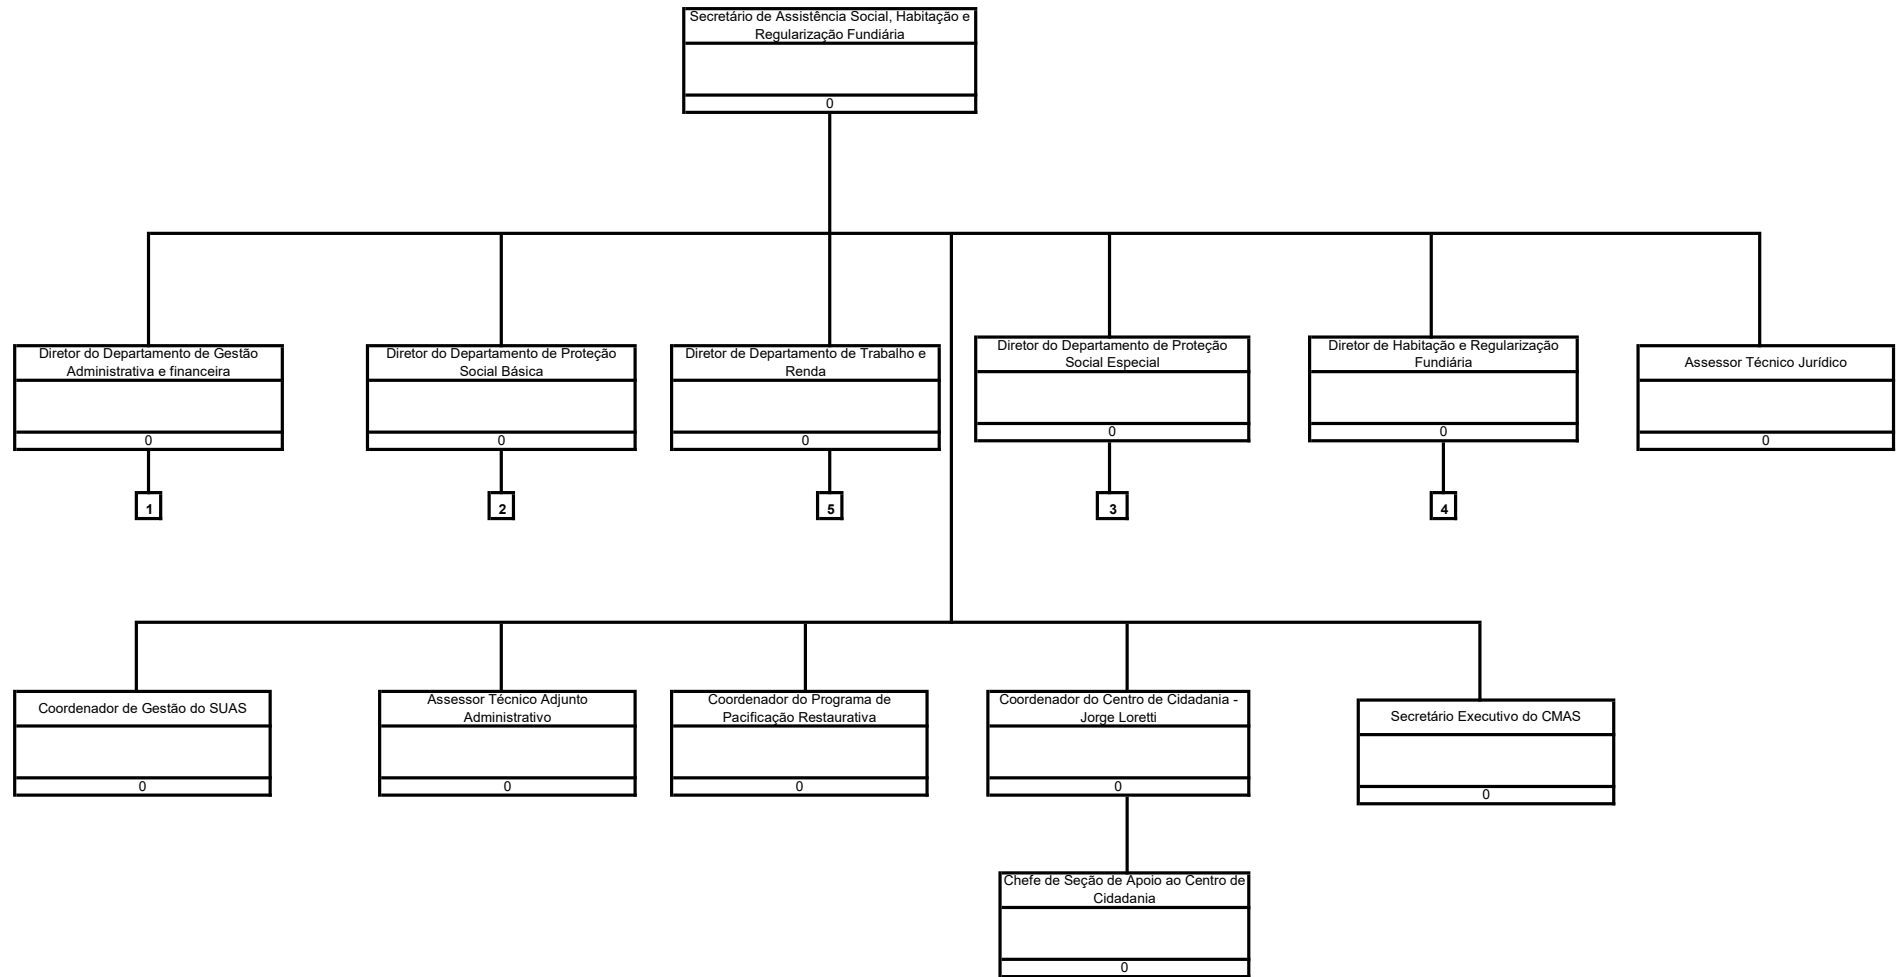 Secretário de Assistência Social, Habitação e
Regularização Fundiária
0
Diretor do Departamento de Gestão
Administrativa e financeira
0
1
Diretor do Departamento de Proteção
Social Básica
0
2
Diretor de Departamento de Trabalho e
Renda
0
5
Diretor do Departamento de Proteção
Social Especial
0
3
Diretor de Habitação e Regularização
Fundiária
0
4
Assessor Técnico Jurídico
0
Coordenador de Gestão do SUAS
0
Assessor Técnico Adjunto
Administrativo
0
Coordenador do Programa de
Pacificação Restaurativa
0
Coordenador do Centro de Cidadania -
Jorge Loretti
0
Secretário Executivo do CMAS
0
Chefe de Seção de Apoio ao Centro de
Cidadania
0